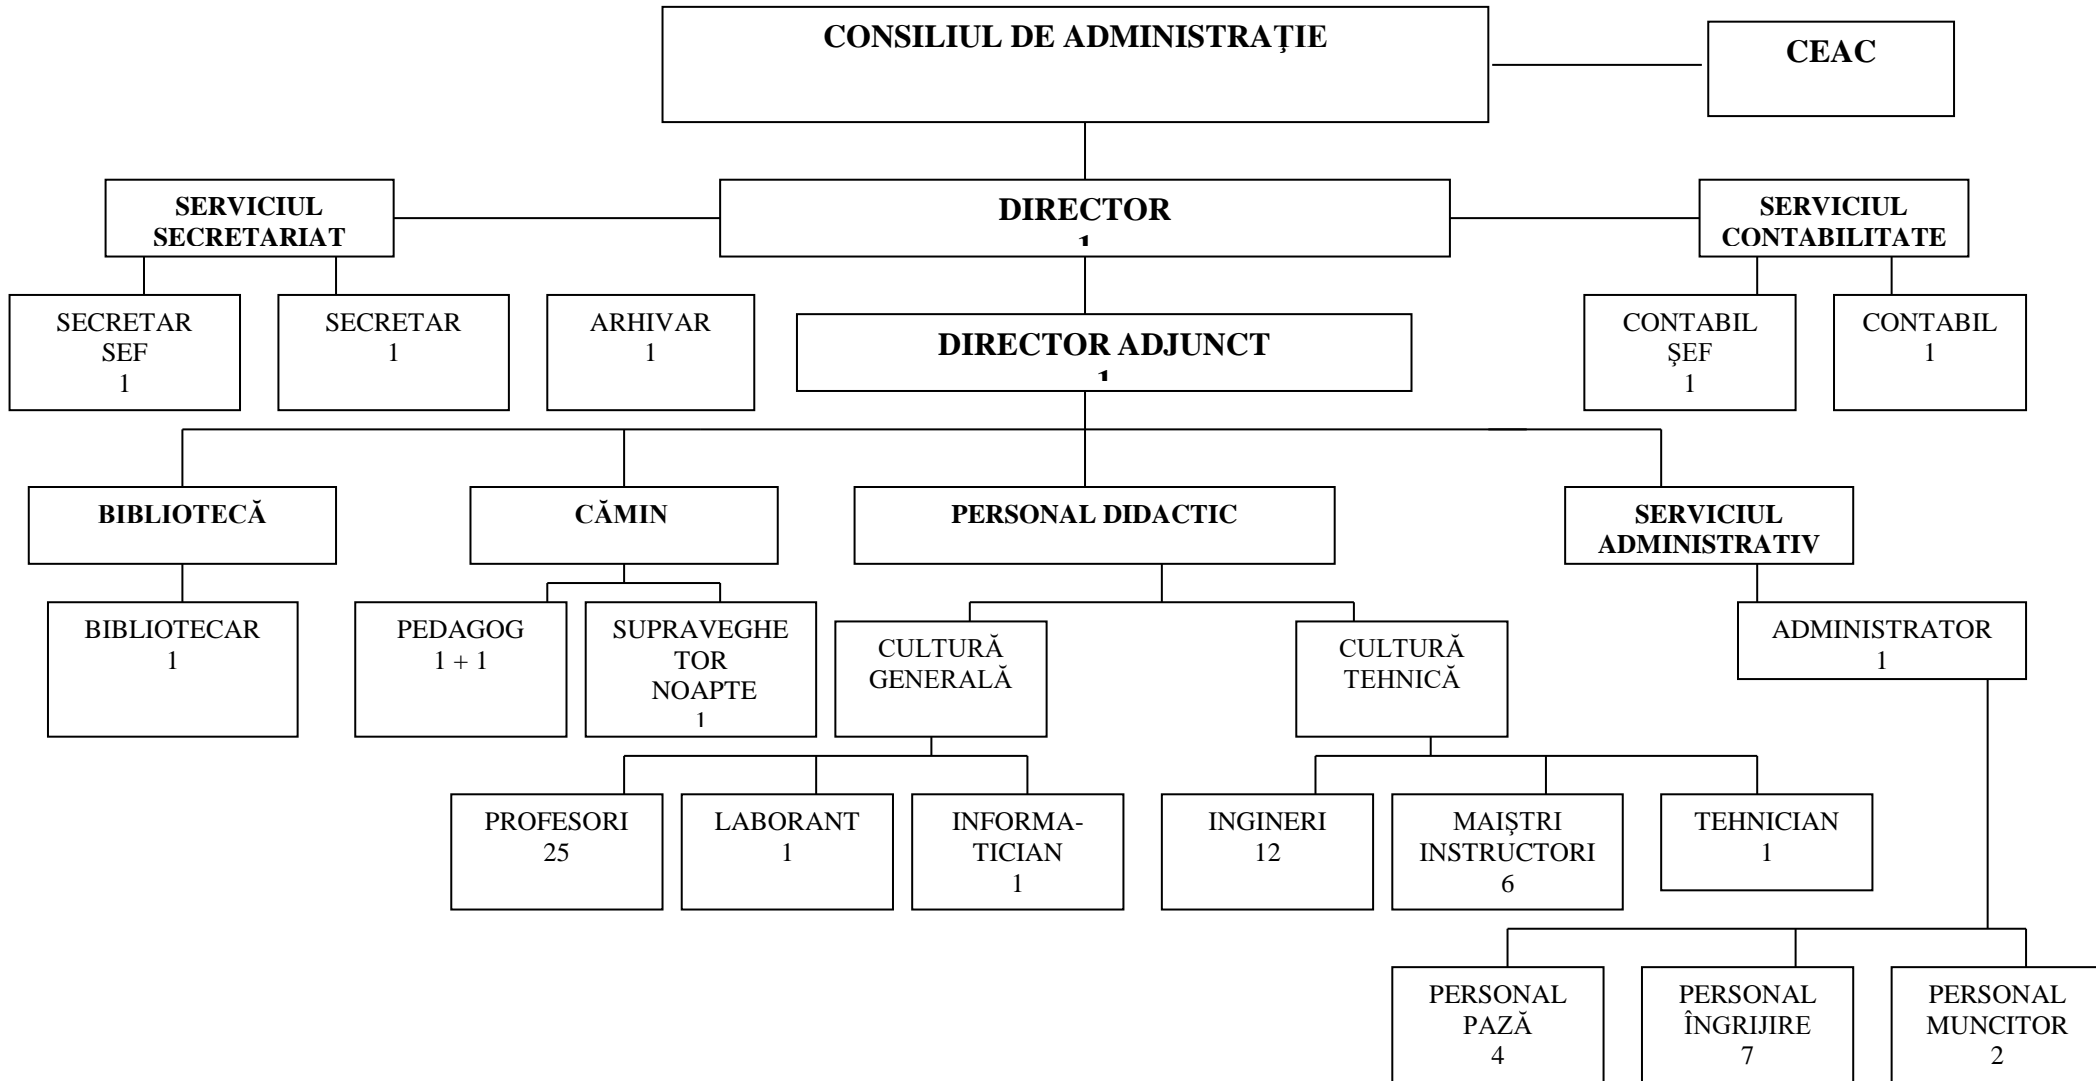 CONSILIUL DE ADMINISTRAŢIE
CEAC
SERVICIUL
SECRETARIAT
DIRECTOR
1
SERVICIUL
CONTABILITATE
SECRETAR
SEF
1
SECRETAR
1
ARHIVAR
1
DIRECTOR ADJUNCT
1
CONTABIL
ŞEF
1
CONTABIL
1
BIBLIOTECĂ
CĂMIN
PERSONAL DIDACTIC
SERVICIUL
ADMINISTRATIV
BIBLIOTECAR
1
PEDAGOG
1 + 1
SUPRAVEGHE
TOR
NOAPTE
1
CULTURĂ
GENERALĂ
CULTURĂ
TEHNICĂ
ADMINISTRATOR
1
PROFESORI
25
LABORANT
1
INFORMA-
TICIAN
1
INGINERI
12
MAIŞTRI
INSTRUCTORI
6
TEHNICIAN
1
PERSONAL
PAZĂ
4
PERSONAL
ÎNGRIJIRE
7
PERSONAL
MUNCITOR
2